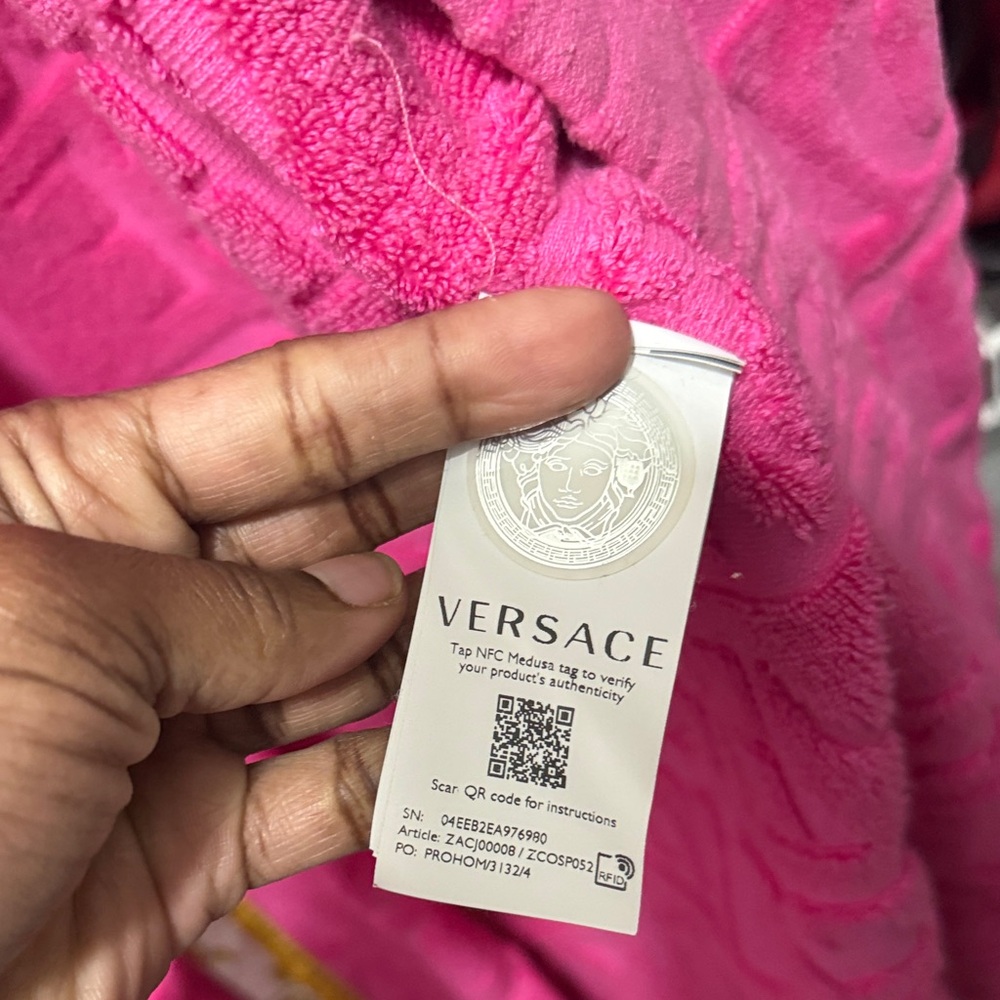 VERSACE
Tap NFC Medusa tag to verify
your product's authenticity
Scar QR code for instructions
SN: 04EEB2EA976980
Article: ZACJ00008 / ZCOSP052
PO: PROHOM/3132/4
RFID